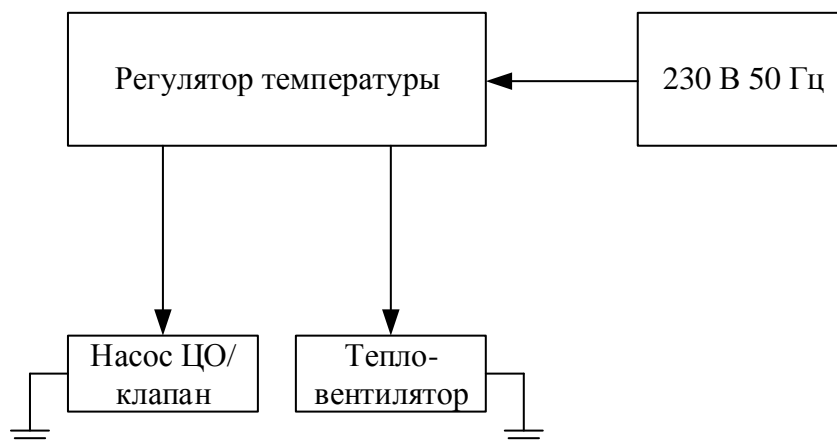 Регулятор температуры
230 В 50 Гц
Насос ЦО/
клапан
Тепло-
вентилятор